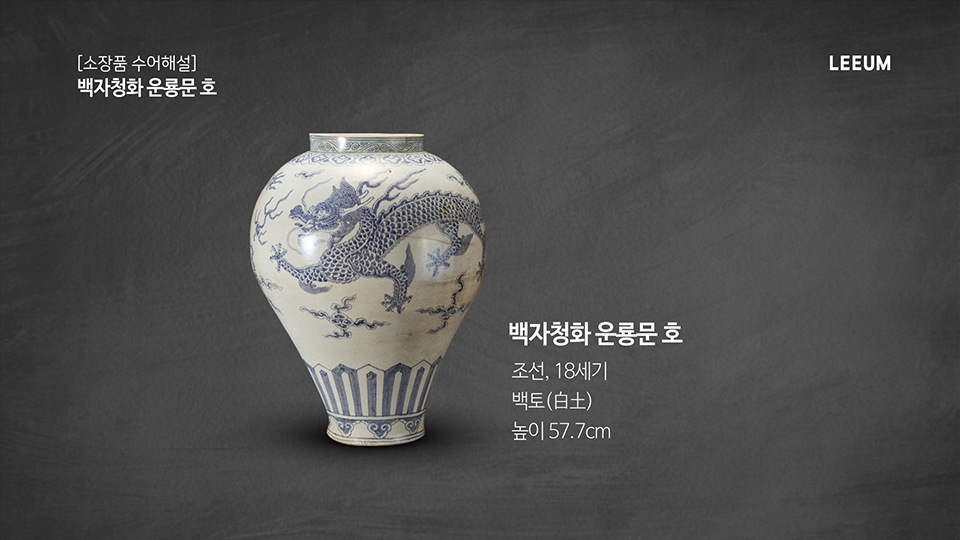 [소장품 수어해설]
백자청화 운룡문 호
LEEUM
백자청화 운룡문 호
조선, 18세기
백토(白土)
높이 57.7cm